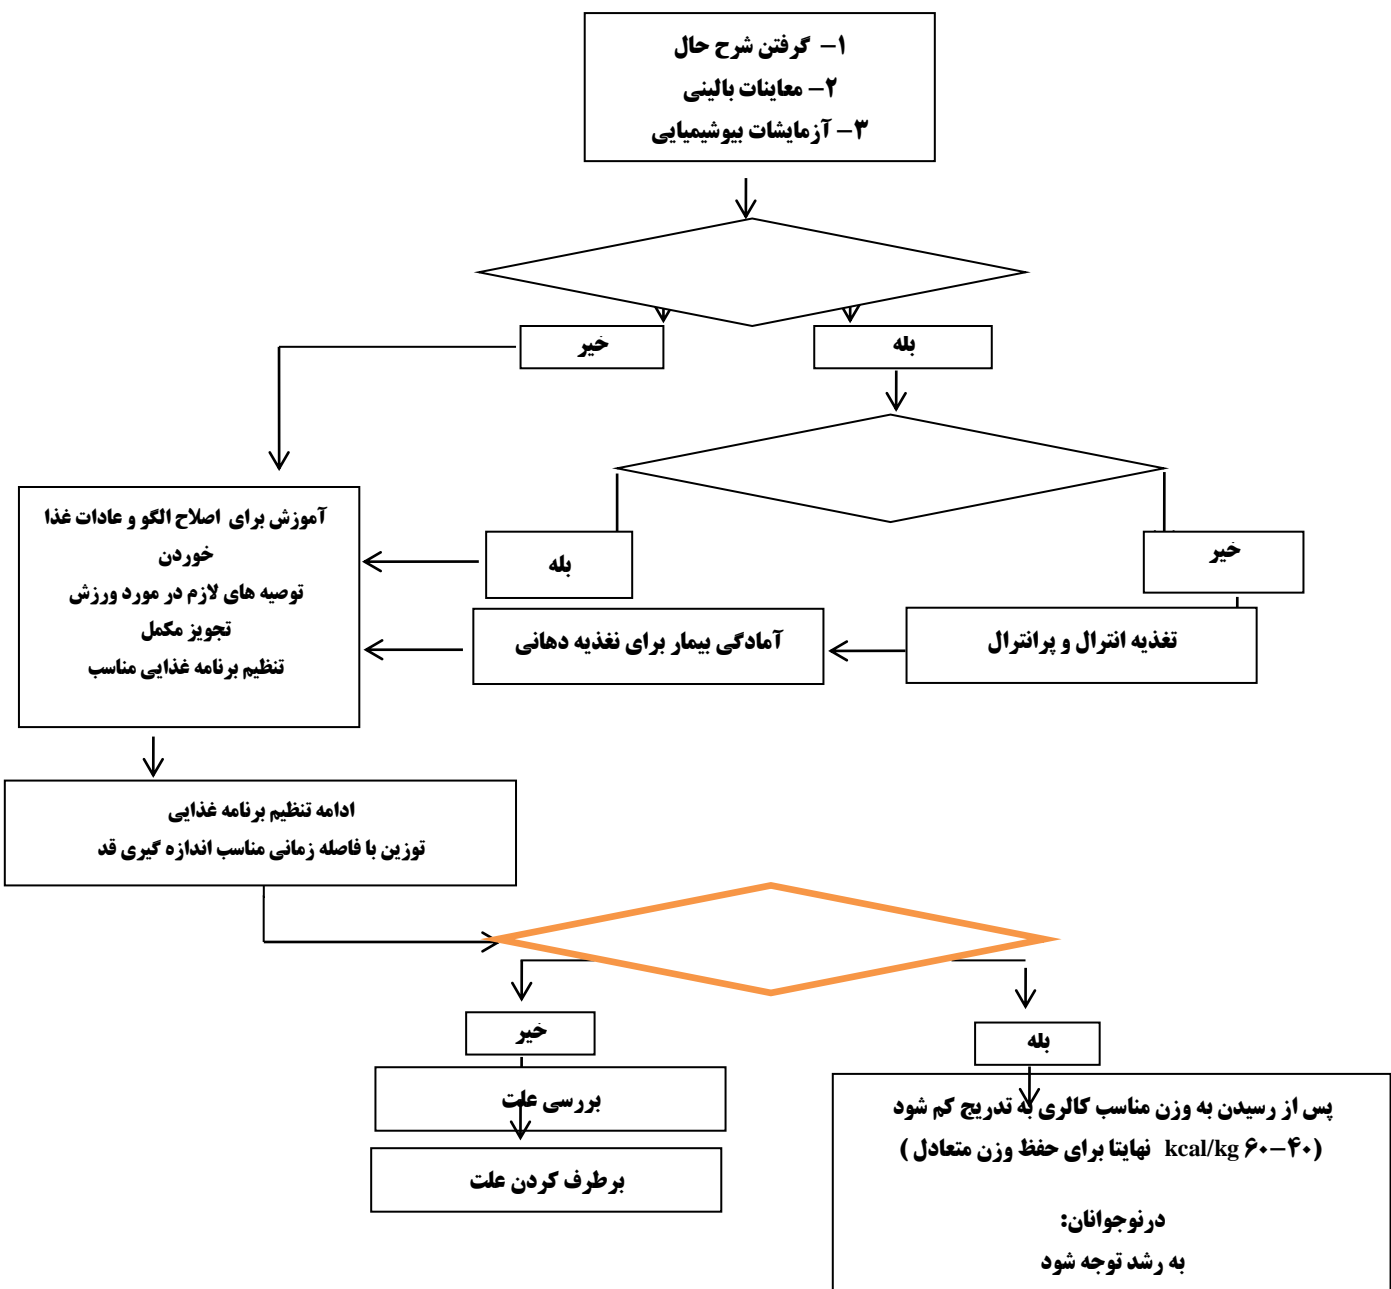 ۱- گرفتن شرح حال
۲- معاینات بالینی
۳- آزمایشات بیوشیمیایی
خیر
بله
آموزش برای اصلاح الگو و عادات غذا
خوردن
توصیه های لازم در مورد ورزش
تجویز مکمل
تنظیم برنامه غذایی مناسب
بله
خیر
آمادگی بیمار برای نغذیه دهانی
تغذیه انترال و پرانترال
ادامه تنظیم برنامه غذایی
توزین با فاصله زمانی مناسب اندازه گیری قد
خیر
بله
بررسی علت
برطرف کردن علت
پس از رسیدن به وزن مناسب کالری به تدریج کم شود
(۴۰-۶۰ kcal/kg نهایتا برای حفظ وزن متعادل )
درنوجوانان:
به رشد توجه شود